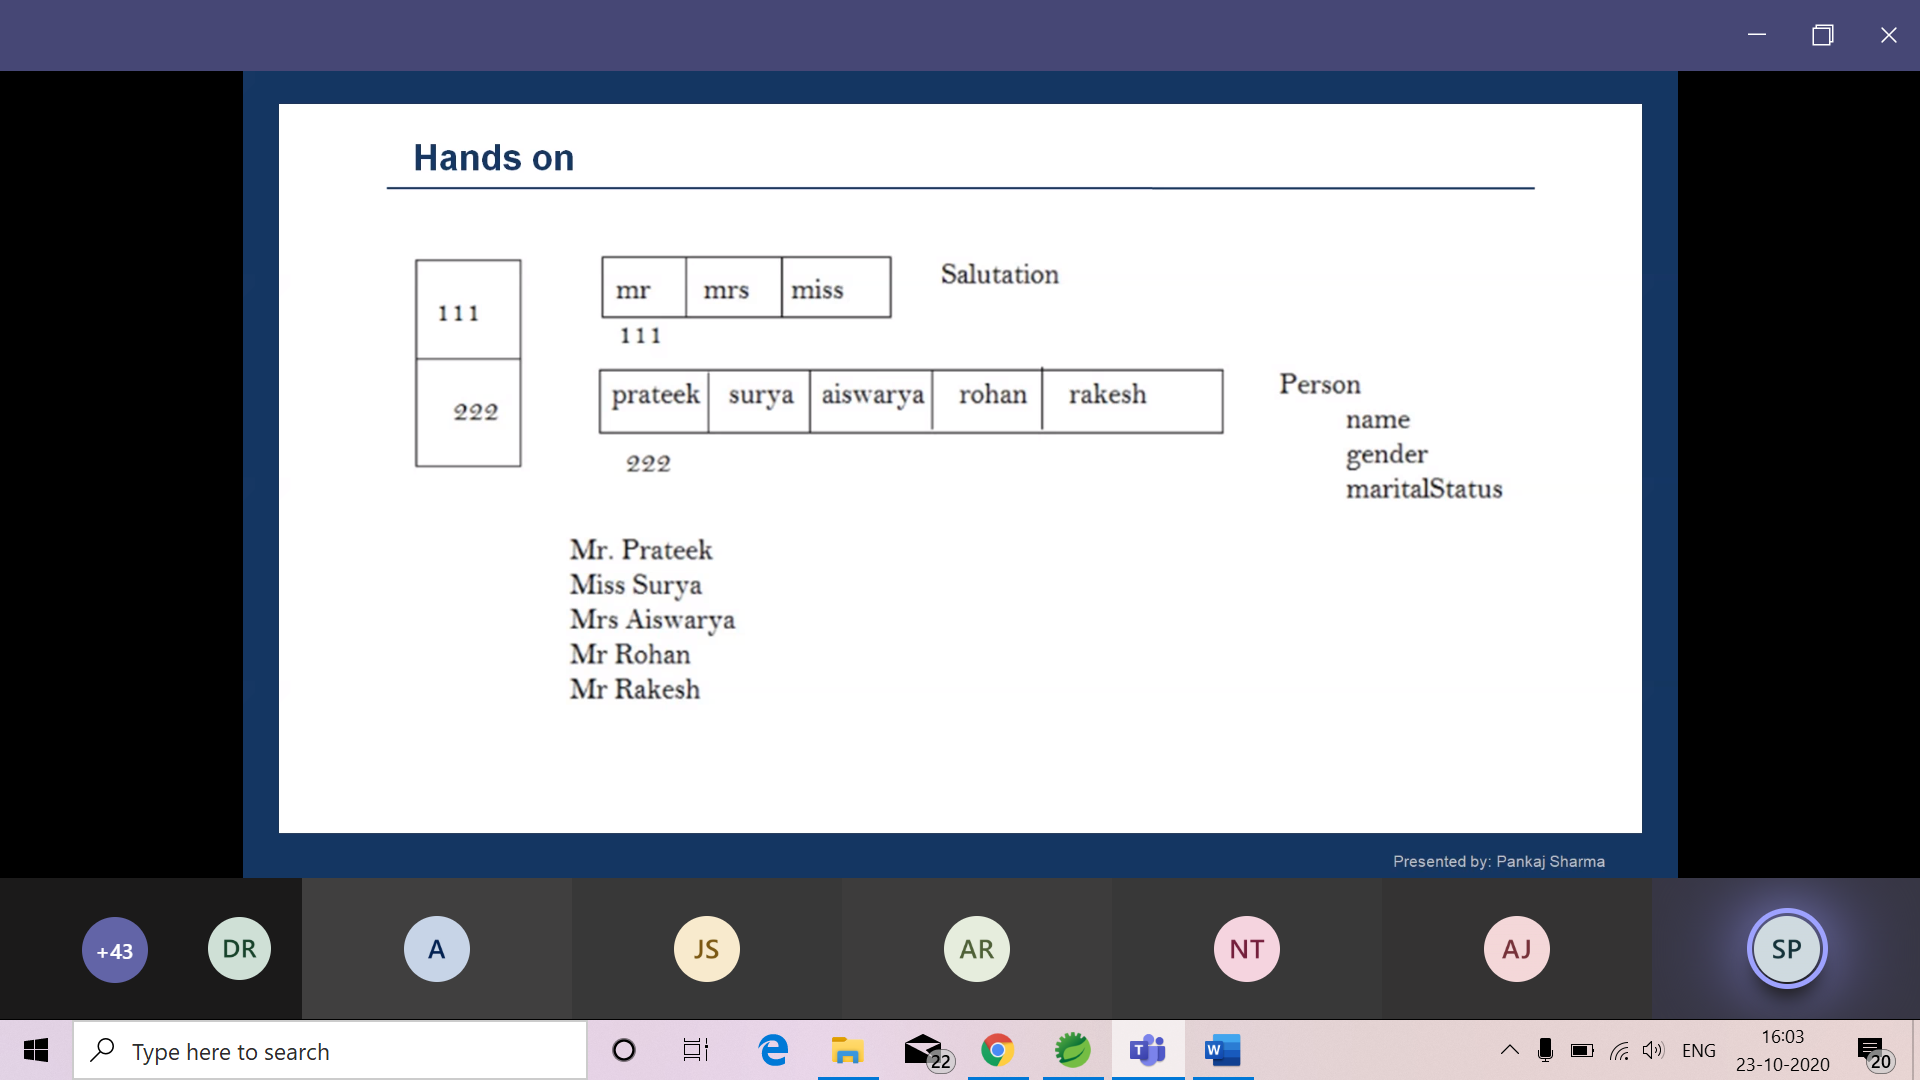 Hands on
111
222
mr mrs miss
111
Salutation
prateek surya aiswarya rohan rakesh
222
Person
name
gender
maritalStatus
Mr. Prateek
Miss Surya
Mrs Aiswarya
Mr Rohan
Mr Rakesh
Presented by: Pankaj Sharma
+43 DR A JS AR NT AJ SP
Type here to search
22
T
W
ENG
16:03
23-10-2020
20